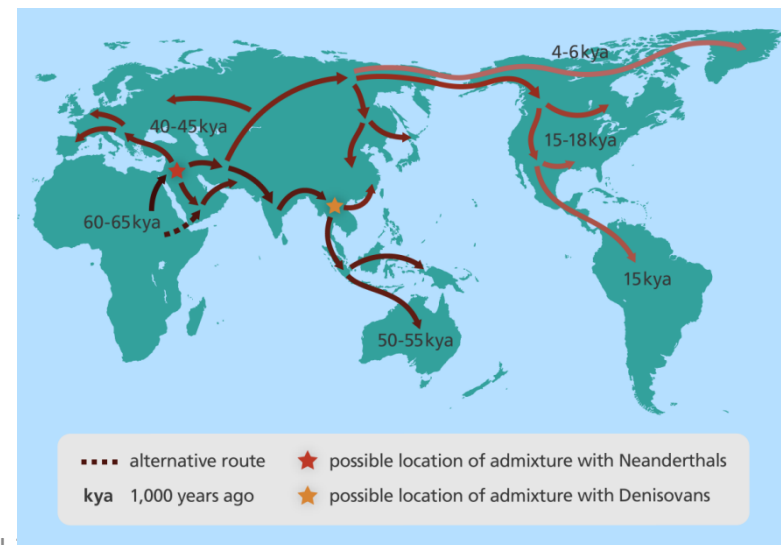 4-6kya
40-45kya
15-18kya
60-65kya
15kya
50-55kya
alternative route
possible location of admixture with Neanderthals
kya 1,000 years ago
possible location of admixture with Denisovans